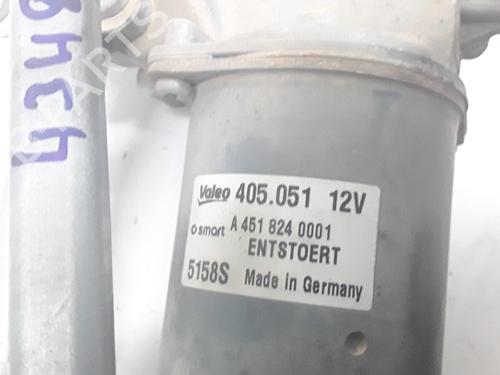 Valeo 405.051 12V
smart A 451 824 0001
ENTSTOERT
5158S Made in Germany